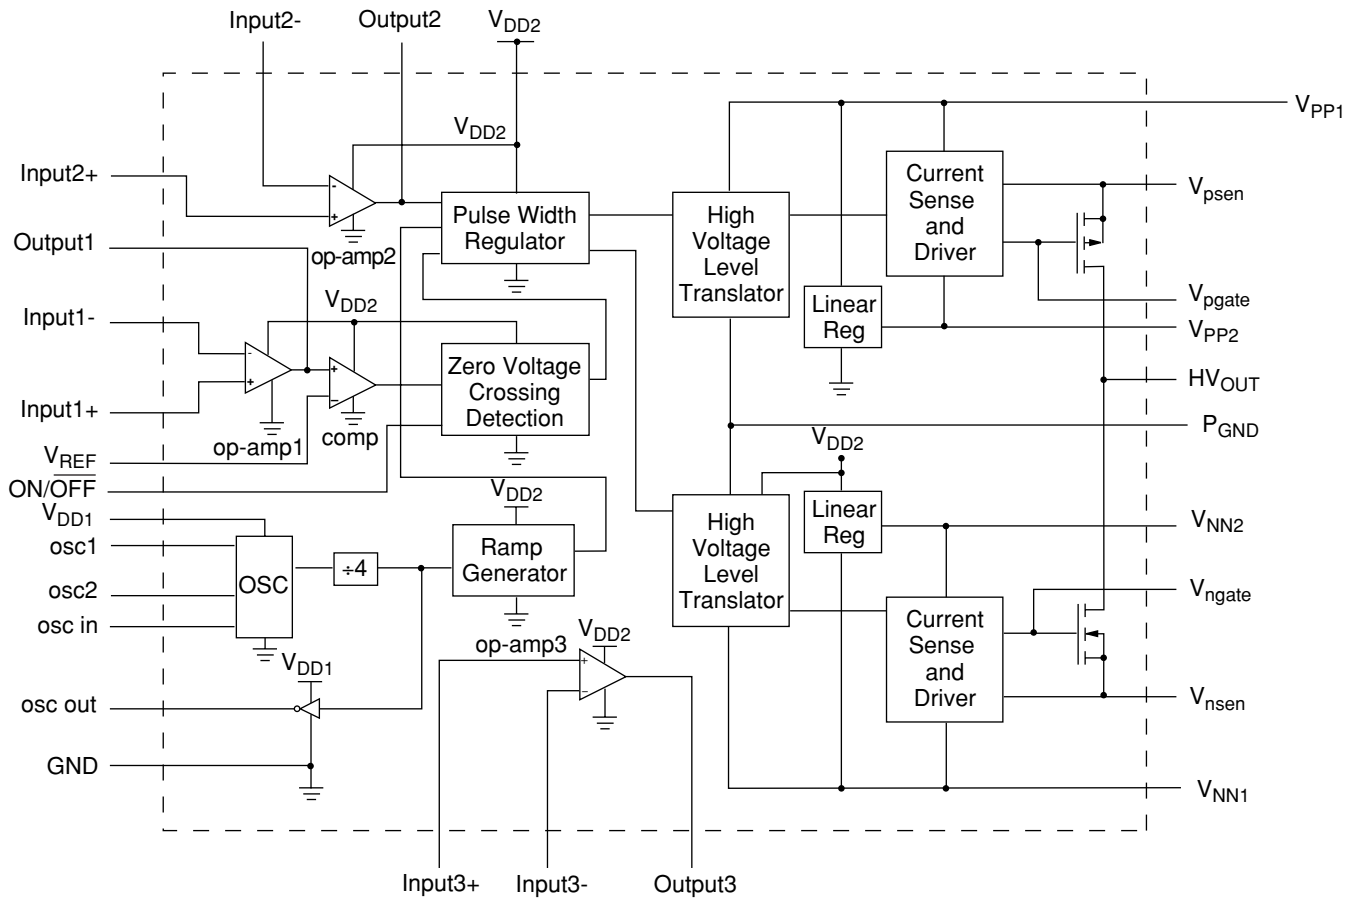 Input2-
Output2
VDD2
VPP1
VDD2
Input2+
Current
Sense
and
Driver
Vpsen
-
+
Pulse Width
Regulator
High
Voltage
Level
Translator
Output1
op-amp2
VDD2
Linear
Reg
Vpgate
Input1-
VPP2
-
+
+
-
Zero Voltage
Crossing
Detection
HVOUT
Input1+
op-amp1
comp
PGND
VDD2
VREF
ON/OFF
VDD2
VDD1
Linear
Reg
VNN2
High
Voltage
Level
Translator
osc1
OSC
÷4
Ramp
Generator
osc2
Vngate
osc in
Current
Sense
and
Driver
op-amp3
VDD2
+
-
VDD1
osc out
Vnsen
GND
VNN1
Input3+
Input3-
Output3